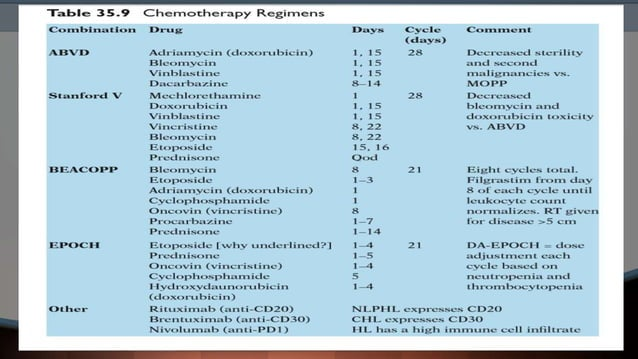 Table 35.9 Chemotherapy Regimens
Combination Drug Days Cycle (days) Comment
ABVD Adriamycin (doxorubicin) 1, 15 28 Decreased sterility
Bleomycin 1, 15 and second
Vinblastine 1, 15 malignancies vs.
Dacarbazine 8–14 MOPP
Stanford V Mechlorethamine 1 28 Decreased
Doxorubicin 1, 15 bleomycin and
Vinblastine 1, 15 doxorubicin toxicity
Vincristine 8, 22 vs. ABVD
Bleomycin 8, 22
Etoposide 15, 16
Prednisone Qod
BEACOPP Bleomycin 8 21 Eight cycles total.
Etoposide 1–3 Filgrastim from day
Adriamycin (doxorubicin) 1 8 of each cycle until
Cyclophosphamide 1 leukocyte count
Oncovin (vincristine) 8 normalizes. RT given
Procarbazine 1–7 for disease >5 cm
Prednisone 1–14
EPOCH Etoposide [why underlined?] 1–4 21 DA-EPOCH = dose
Prednisone 1–5 adjustment each
Oncovin (vincristine) 1–4 cycle based on
Cyclophosphamide 5 neutropenia and
Hydroxydaunorubicin 1–4 thrombocytopenia
(doxorubicin)
Other Rituximab (anti-CD20) NLPHL expresses CD20
Brentuximab (anti-CD30) CHL expresses CD30
Nivolumab (anti-PD1) HL has a high immune cell infiltrate